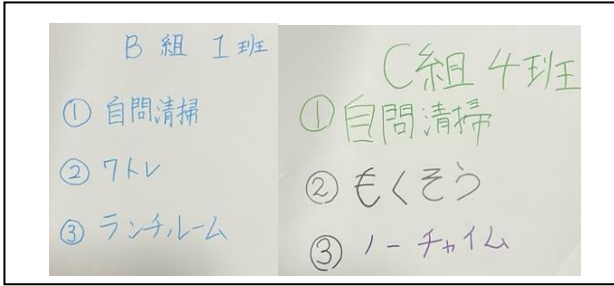 B組 1班
① 自問清掃
② 7トレ
③ ランチルーム
C組 4班
① 自問清掃
② もくそう
③ ノーチャイム